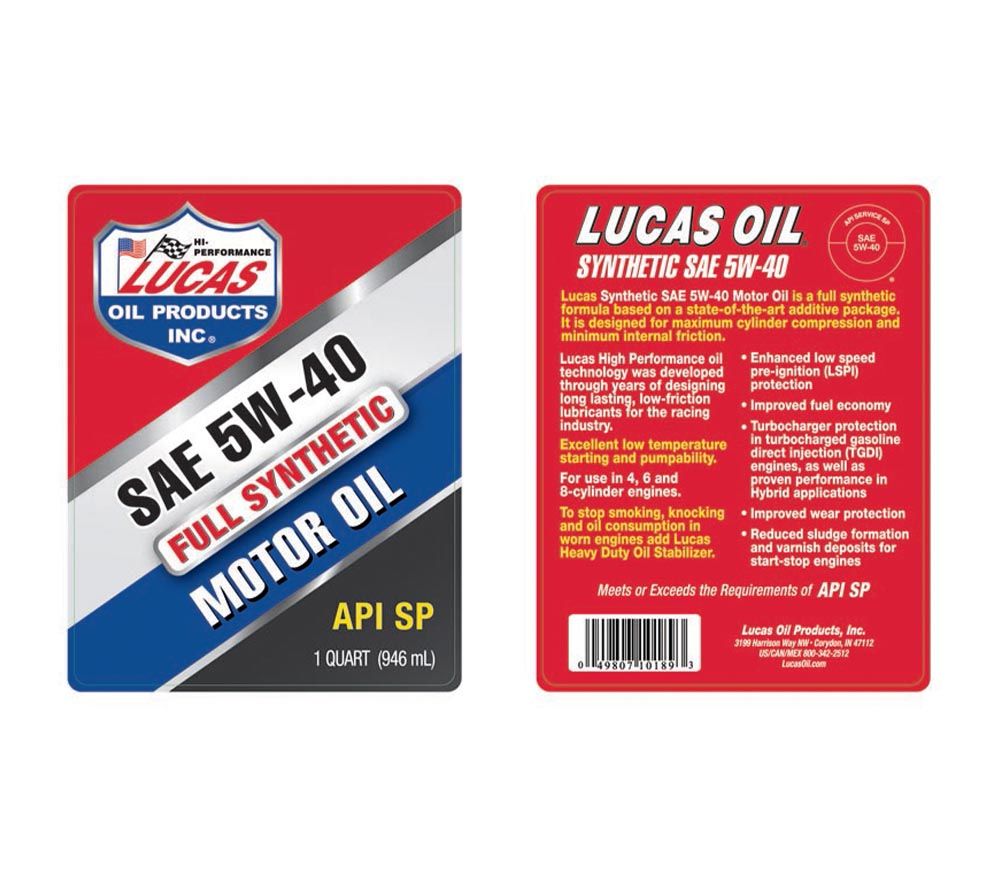 HI-
PERFORMANCE
LUCAS
OIL PRODUCTS
INC®
SAE 5W-40
FULL SYNTHETIC
MOTOR OIL
API SP
1 QUART (946 mL)
LUCAS OIL
SYNTHETIC SAE 5W-40
API SERVICE SP
SAE
5W-40
®
Lucas Synthetic SAE 5W-40 Motor Oil is a full synthetic
formula based on a state-of-the-art additive package.
It is designed for maximum cylinder compression and
minimum internal friction.
Lucas High Performance oil
technology was developed
through years of designing
long lasting, low-friction
lubricants for the racing
industry.
Excellent low temperature
starting and pumpability.
For use in 4, 6 and
8-cylinder engines.
To stop smoking, knocking
and oil consumption in
worn engines add Lucas
Heavy Duty Oil Stabilizer.
• Enhanced low speed
pre-ignition (LSPI)
protection
• Improved fuel economy
• Turbocharger protection
in turbocharged gasoline
direct injection (TGDI)
engines, as well as
proven performance in
Hybrid applications
• Improved wear protection
• Reduced sludge formation
and varnish deposits for
start-stop engines
Meets or Exceeds the Requirements of API SP
0 49807 10189 3
Lucas Oil Products, Inc.
3199 Harrison Way NW • Corydon, IN 47112
US/CAN/MEX 800-342-2512
LucasOil.com